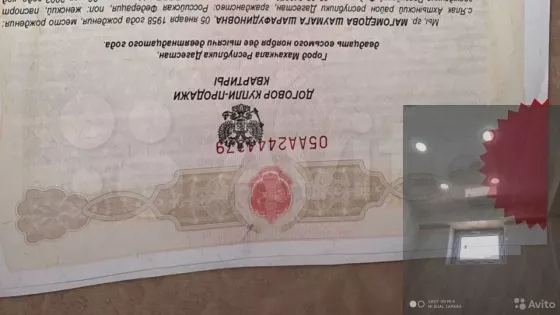 ДОГОВОР КУПЛИ-ПРОДАЖИ
КВАРТИРЫ
Город Махачкала Республика Дагестан.
двадцать восьмого ноября две тысячи девятнадцатого года
Мы, гр. МАГОМЕДОВА ШАРАУДИНОВНА, 05 января 1958 года рождения, место рождения:
район Республики Дагестан, гражданство: Российская Федерация, пол: женский, паспорт
Avito